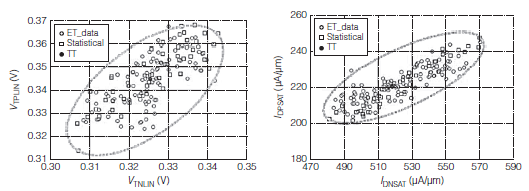 0.37
0.36
0.35
0.34
0.33
0.32
0.31
V_TPLIN (V)
ET_data
Statistical
TT
0.30 0.31 0.32 0.33 0.34 0.35
V_TNLIN (V)
260
240
220
200
180
I_DPSAT (µA/µm)
ET_data
Statistical
TT
470 490 510 530 550 570 590
I_DNSAT (µA/µm)